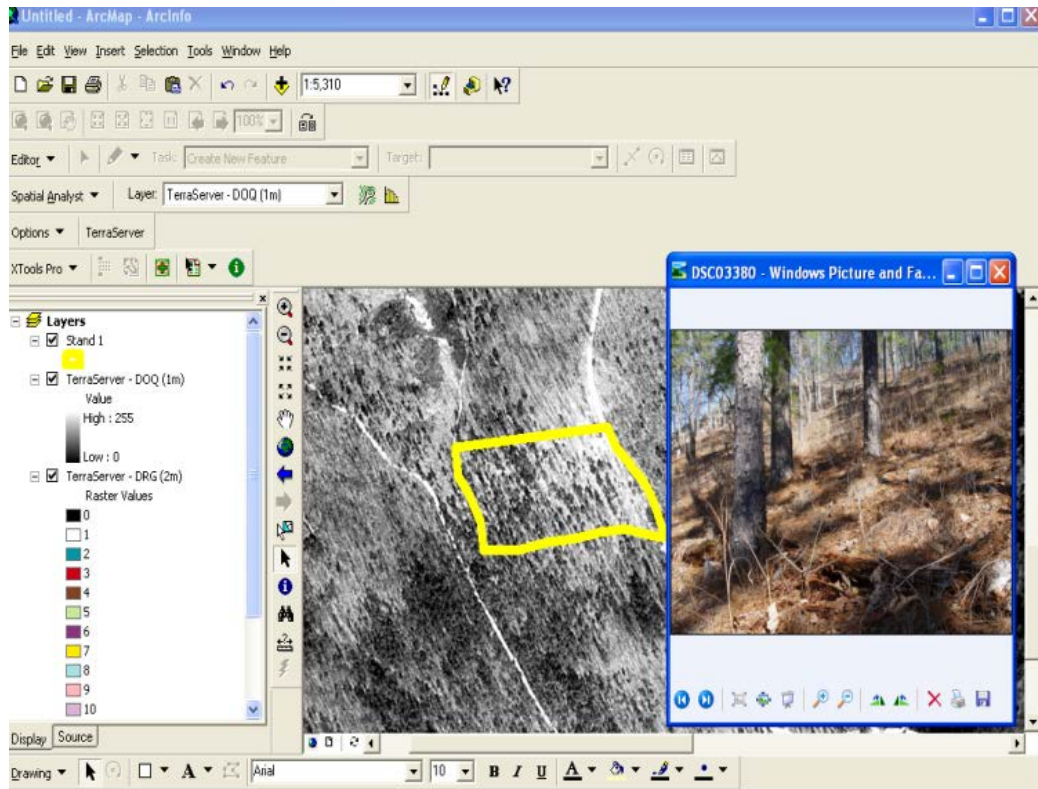 Untitled - ArcMap - ArcInfo
File Edit View Insert Selection Tools Window Help
1:5,310
100%
Editor Task: Create New Feature Target:
Spatial Analyst Layer: TerraServer - DOQ (1m)
Options TerraServer
XTools Pro
DSC03380 - Windows Picture and Fa...
Layers
Stand 1
TerraServer - DOQ (1m)
Value
High : 255
Low : 0
TerraServer - DRG (2m)
Raster Values
0
1
2
3
4
5
6
7
8
9
10
Display Source
Drawing A Arial 10 B I U A